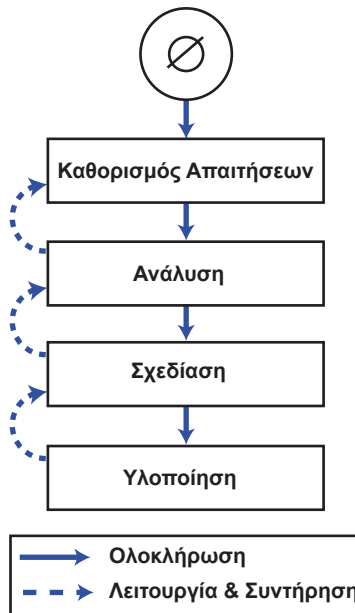 ∅
Καθορισμός Απαιτήσεων
Ανάλυση
Σχεδίαση
Υλοποίηση
Ολοκλήρωση
Λειτουργία & Συντήρηση